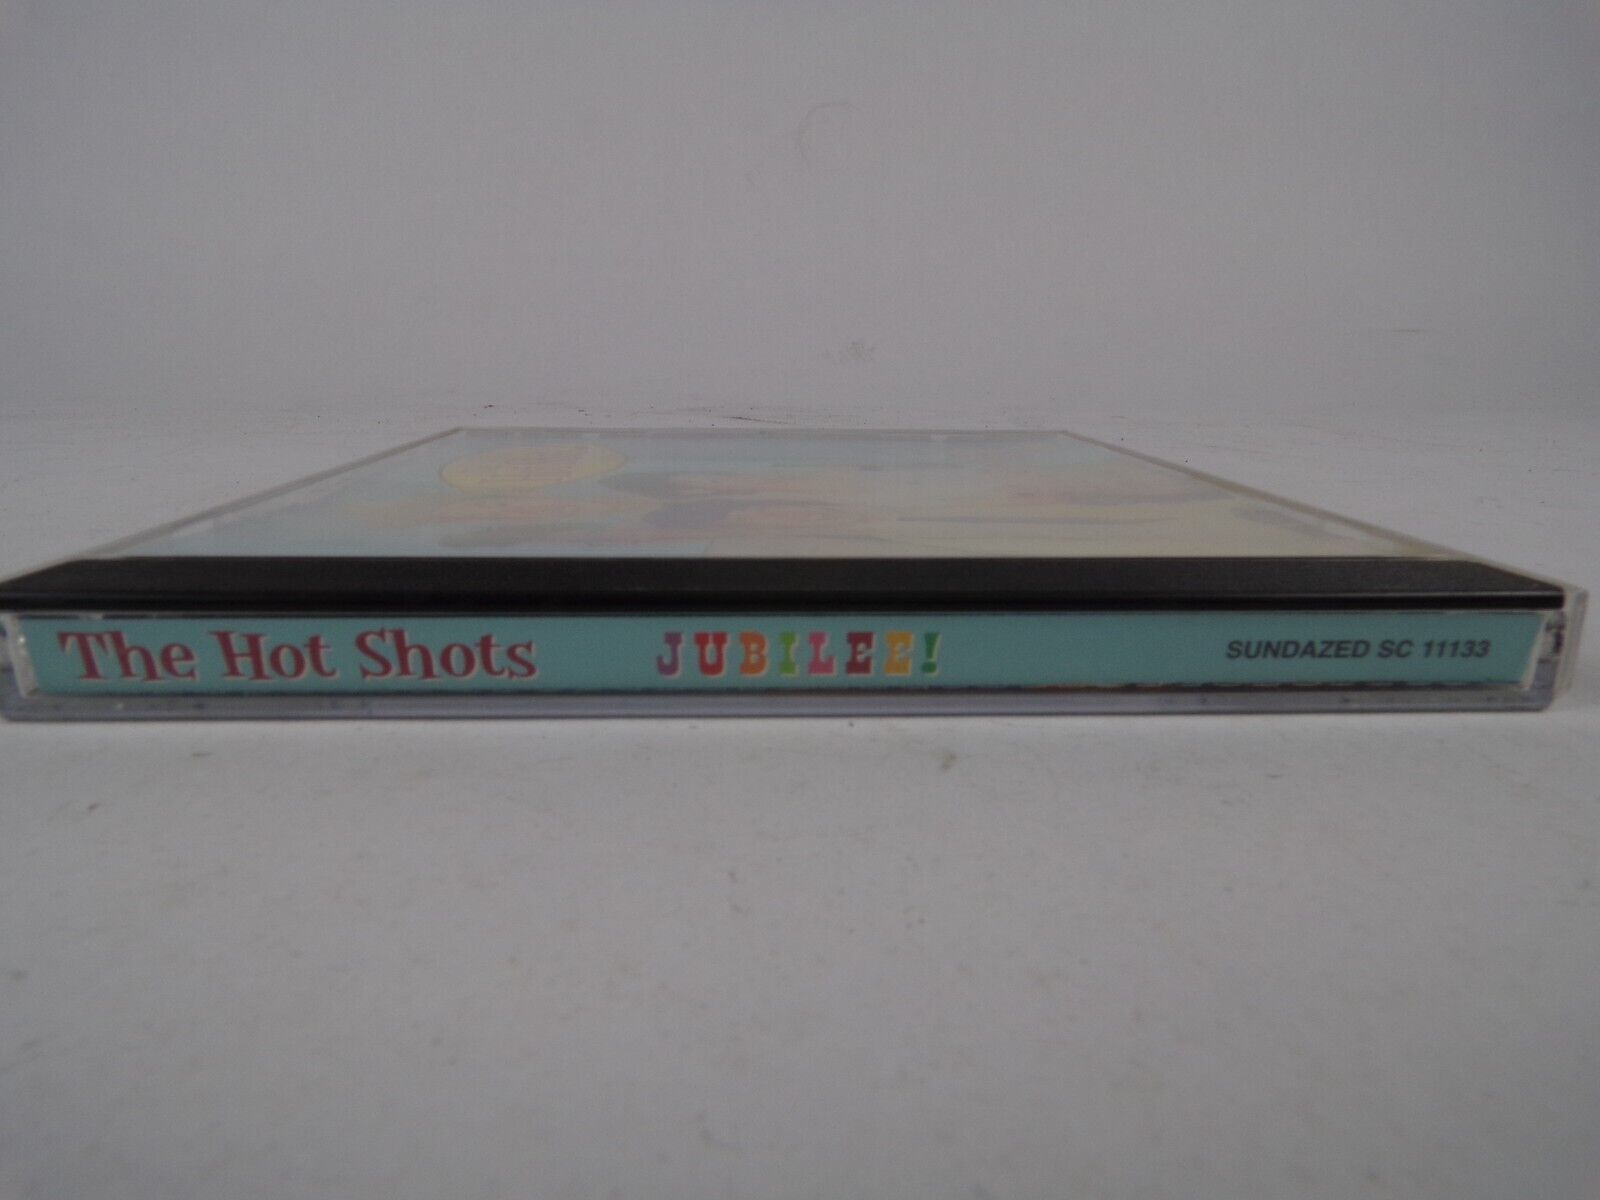 The Hot Shots JUBILEE! SUNDAZED SC 11133